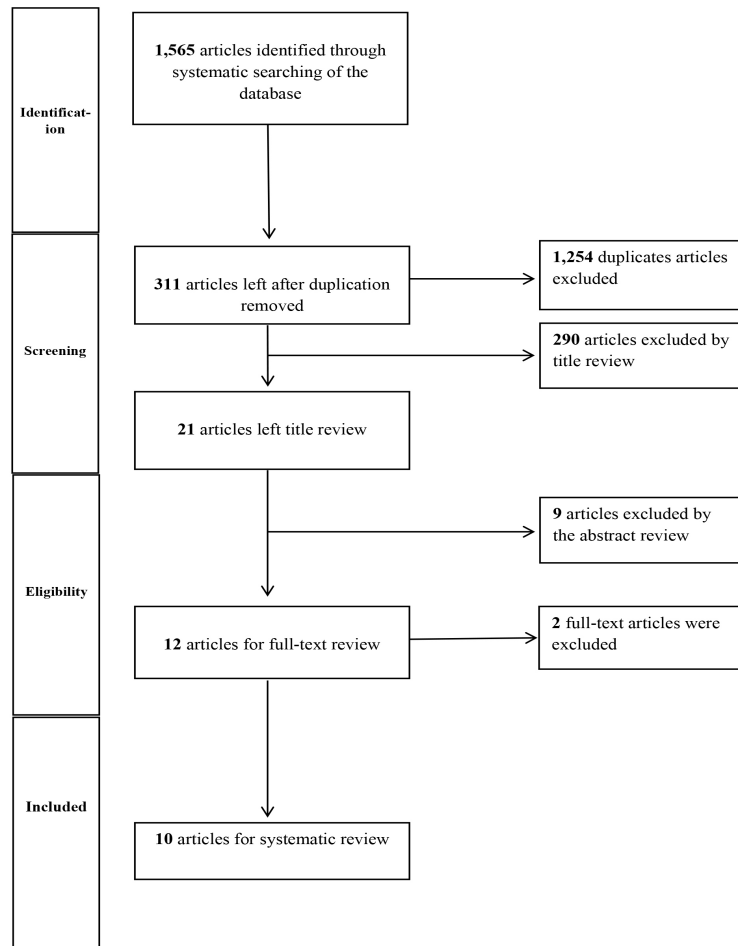 1,565 articles identified through
systematic searching of the
database
Identificat-
ion
311 articles left after duplication
removed
1,254 duplicates articles
excluded
Screening
290 articles excluded by
title review
21 articles left title review
9 articles excluded by
the abstract review
Eligibility
12 articles for full-text review
2 full-text articles were
excluded
Included
10 articles for systematic review